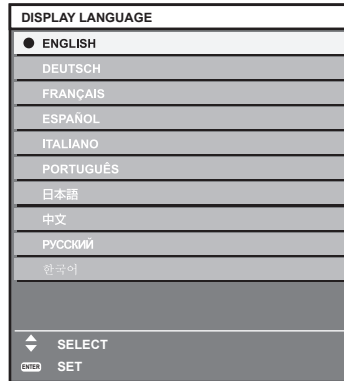 DISPLAY LANGUAGE
ENGLISH
DEUTSCH
FRANÇAIS
ESPAÑOL
ITALIANO
PORTUGUÊS
日本語
中文
РУССКИЙ
한국어
SELECT
ENTER SET